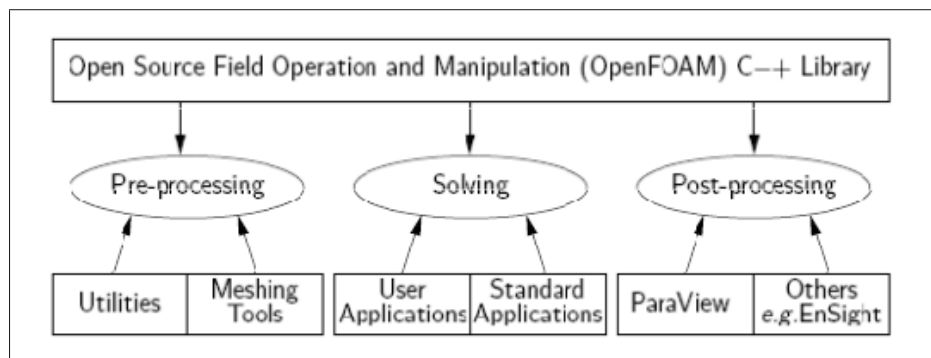 Open Source Field Operation and Manipulation (OpenFOAM) C++ Library
Pre-processing
Solving
Post-processing
Utilities
Meshing
Tools
User
Applications
Standard
Applications
ParaView
Others
e.g.EnSight